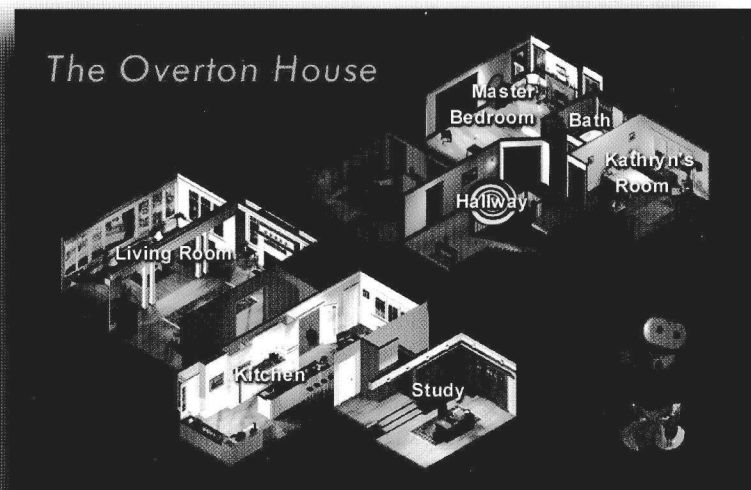 The Overton House
Master
Bedroom
Bath
Kathryn's
Room
Hallway
Living Room
Kitchen
Study